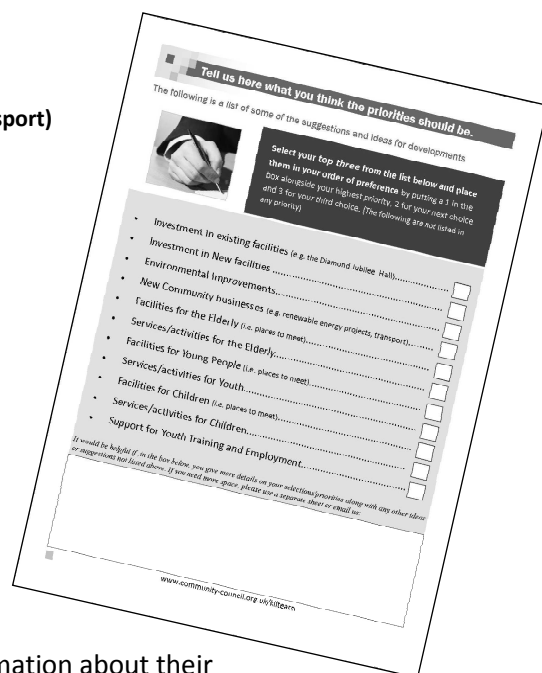 sport)
Tell us here what you think the priorities should be.
The following is a list of some of the suggestions and ideas for developments
Select your top three from the list below and place
them in your order of preference by putting a 1 in the
box alongside your highest priority, 2 for your next choice
and 3 for your third choice. (The following are not listed in
any priority)
• Investment in existing facilities (e.g. the Diamond Jubilee Hall)
• Investment in New facilities
• Environmental Improvements
• New Community businesses (e.g. renewable energy projects, transport)
• Facilities for the Elderly (i.e. places to meet)
• Services/activities for the Elderly
• Facilities for Young People (i.e. places to meet)
• Services/activities for Youth
• Facilities for Children (i.e. places to meet)
• Services/activities for Children
• Support for Youth Training and Employment
It would be helpful if, in the box below, you give more details on your selections/priorities along with any other ideas
or suggestions not listed above. If you need more space, please use a separate sheet or email us.
www.community-council.org.uk/kiltearn
mation about their